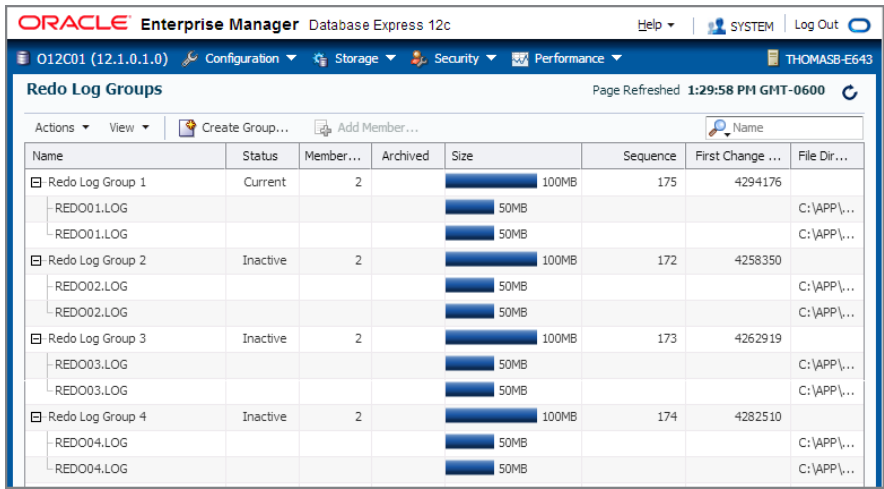 ORACLE Enterprise Manager Database Express 12c Help SYSTEM Log Out
O12C01 (12.1.0.1.0) Configuration Storage Security Performance THOMASB-E643
Redo Log Groups Page Refreshed 1:29:58 PM GMT-0600
Actions View Create Group... Add Member... Name
Name Status Member... Archived Size Sequence First Change ... File Dir...
Redo Log Group 1 Current 2 100MB 175 4294176
REDO01.LOG 50MB C:\APP\...
REDO01.LOG 50MB C:\APP\...
Redo Log Group 2 Inactive 2 100MB 172 4258350
REDO02.LOG 50MB C:\APP\...
REDO02.LOG 50MB C:\APP\...
Redo Log Group 3 Inactive 2 100MB 173 4262919
REDO03.LOG 50MB C:\APP\...
REDO03.LOG 50MB C:\APP\...
Redo Log Group 4 Inactive 2 100MB 174 4282510
REDO04.LOG 50MB C:\APP\...
REDO04.LOG 50MB C:\APP\...